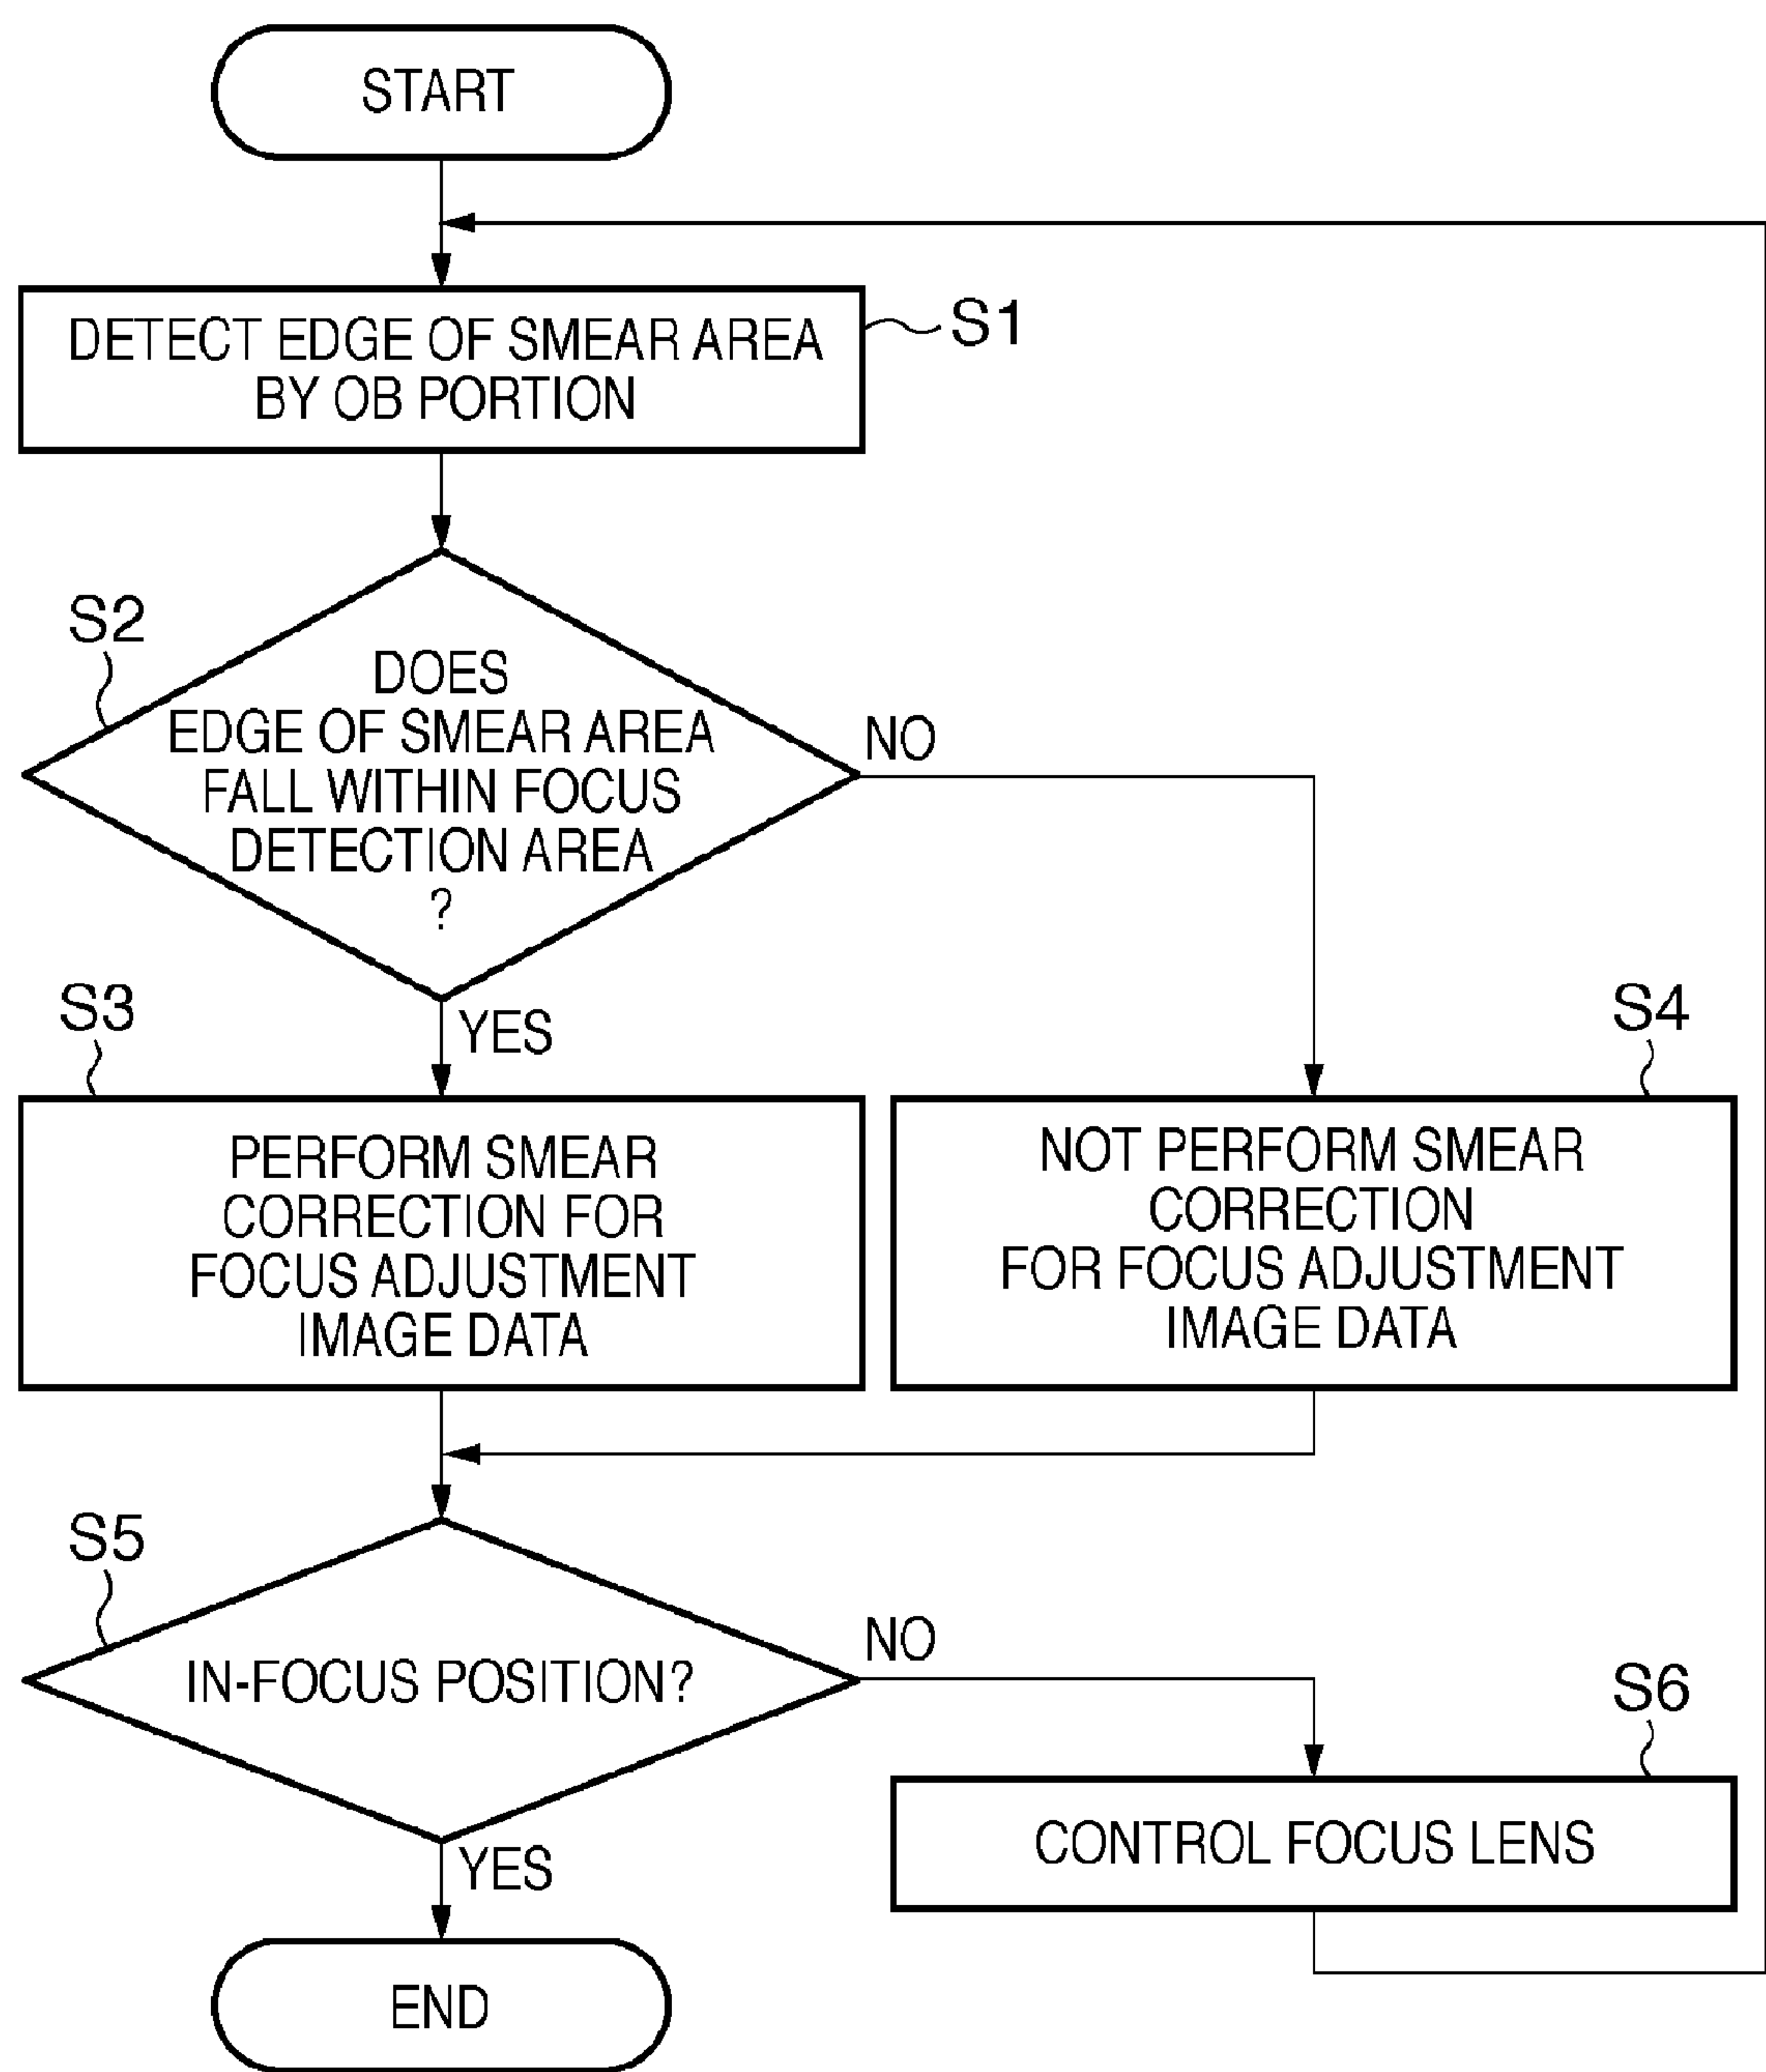 START
DETECT EDGE OF SMEAR AREA
BY OB PORTION
S1
S2
DOES
EDGE OF SMEAR AREA
FALL WITHIN FOCUS
DETECTION AREA
?
NO
YES
S3
PERFORM SMEAR
CORRECTION FOR
FOCUS ADJUSTMENT
IMAGE DATA
S4
NOT PERFORM SMEAR
CORRECTION
FOR FOCUS ADJUSTMENT
IMAGE DATA
S5
IN-FOCUS POSITION?
NO
YES
S6
CONTROL FOCUS LENS
END